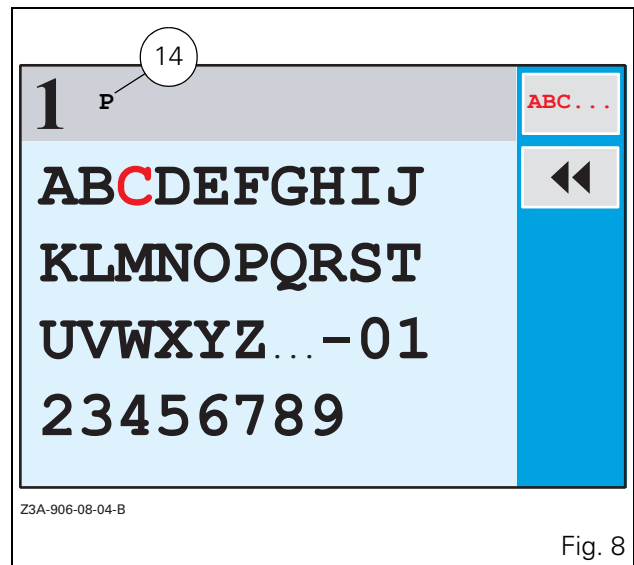 14
1 P
ABC...
ABCDEFGHIJ
KLMNOPQRST
UVWXYZ...-01
23456789
Z3A-906-08-04-B
Fig. 8